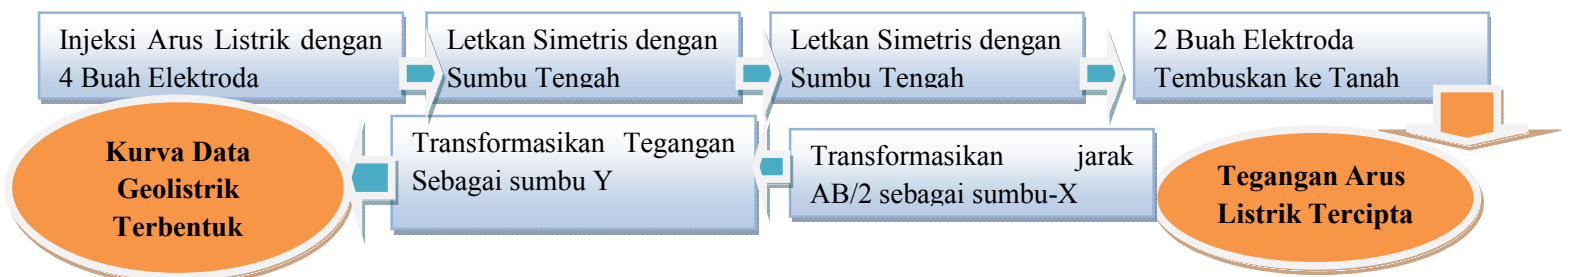 Injeksi Arus Listrik dengan
4 Buah Elektroda
Letkan Simetris dengan
Sumbu Tengah
Letkan Simetris dengan
Sumbu Tengah
2 Buah Elektroda
Tembuskan ke Tanah
Tegangan Arus
Listrik Tercipta
Transformasikan jarak
AB/2 sebagai sumbu-X
Transformasikan Tegangan
Sebagai sumbu Y
Kurva Data
Geolistrik
Terbentuk